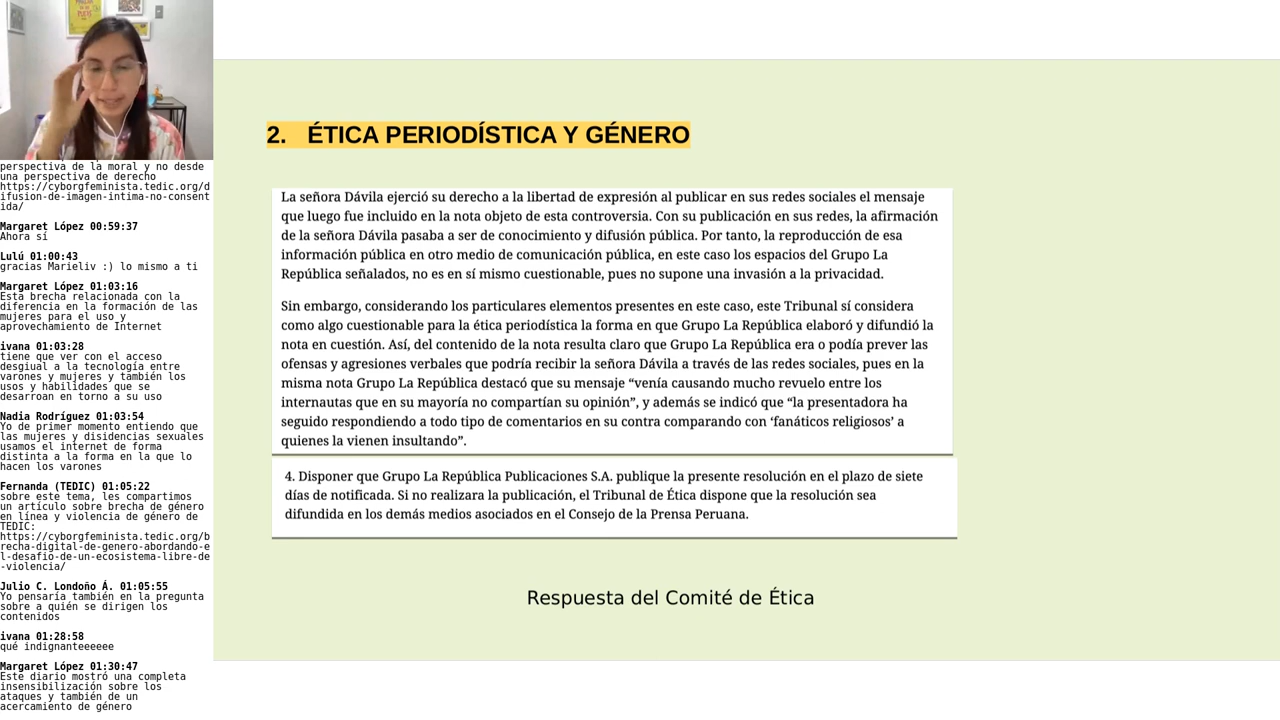 perspectiva de la moral y no desde
una perspectiva de derecho
https://cyborgfeminista.tedic.org/d
ifusion-de-imagen-intima-no-consent
ida/
Margaret López 00:59:37
Ahora sí
Lulú 01:00:43
gracias Marieliv :) lo mismo a ti
Margaret López 01:03:16
Esta brecha relacionada con la
diferencia en la formación de las
mujeres para el uso y
aprovechamiento de Internet
ivana 01:03:28
tiene que ver con el acceso
desgiual a la tecnología entre
varones y mujeres y también los
usos y habilidades que se
desarroan en torno a su uso
Nadia Rodríguez 01:03:54
Yo de primer momento entiendo que
las mujeres y disidencias sexuales
usamos el internet de forma
distinta a la forma en la que lo
hacen los varones
Fernanda (TEDIC) 01:05:22
sobre este tema, les compartimos
un artículo sobre brecha de género
en línea y violencia de género de
TEDIC:
https://cyborgfeminista.tedic.org/b
recha-digital-de-genero-abordando-e
l-desafio-de-un-ecosistema-libre-de
-violencia/
Julio C. Londoño Á. 01:05:55
Yo pensaría también en la pregunta
sobre a quién se dirigen los
contenidos
ivana 01:28:58
qué indignanteeeeee
Margaret López 01:30:47
Este diario mostró una completa
insensibilización sobre los
ataques y también de un
acercamiento de género
2. ÉTICA PERIODÍSTICA Y GÉNERO
La señora Dávila ejerció su derecho a la libertad de expresión al publicar en sus redes sociales el mensaje
que luego fue incluido en la nota objeto de esta controversia. Con su publicación en sus redes, la afirmación
de la señora Dávila pasaba a ser de conocimiento y difusión pública. Por tanto, la reproducción de esa
información pública en otro medio de comunicación pública, en este caso los espacios del Grupo La
República señalados, no es en sí mismo cuestionable, pues no supone una invasión a la privacidad.
Sin embargo, considerando los particulares elementos presentes en este caso, este Tribunal sí considera
como algo cuestionable para la ética periodística la forma en que Grupo La República elaboró y difundió la
nota en cuestión. Así, del contenido de la nota resulta claro que Grupo La República era o podía prever las
ofensas y agresiones verbales que podría recibir la señora Dávila a través de las redes sociales, pues en la
misma nota Grupo La República destacó que su mensaje “venía causando mucho revuelo entre los
internautas que en su mayoría no compartían su opinión”, y además se indicó que “la presentadora ha
seguido respondiendo a todo tipo de comentarios en su contra comparando con ‘fanáticos religiosos’ a
quienes la vienen insultando”.
4. Disponer que Grupo La República Publicaciones S.A. publique la presente resolución en el plazo de siete
días de notificada. Si no realizara la publicación, el Tribunal de Ética dispone que la resolución sea
difundida en los demás medios asociados en el Consejo de la Prensa Peruana.
Respuesta del Comité de Ética